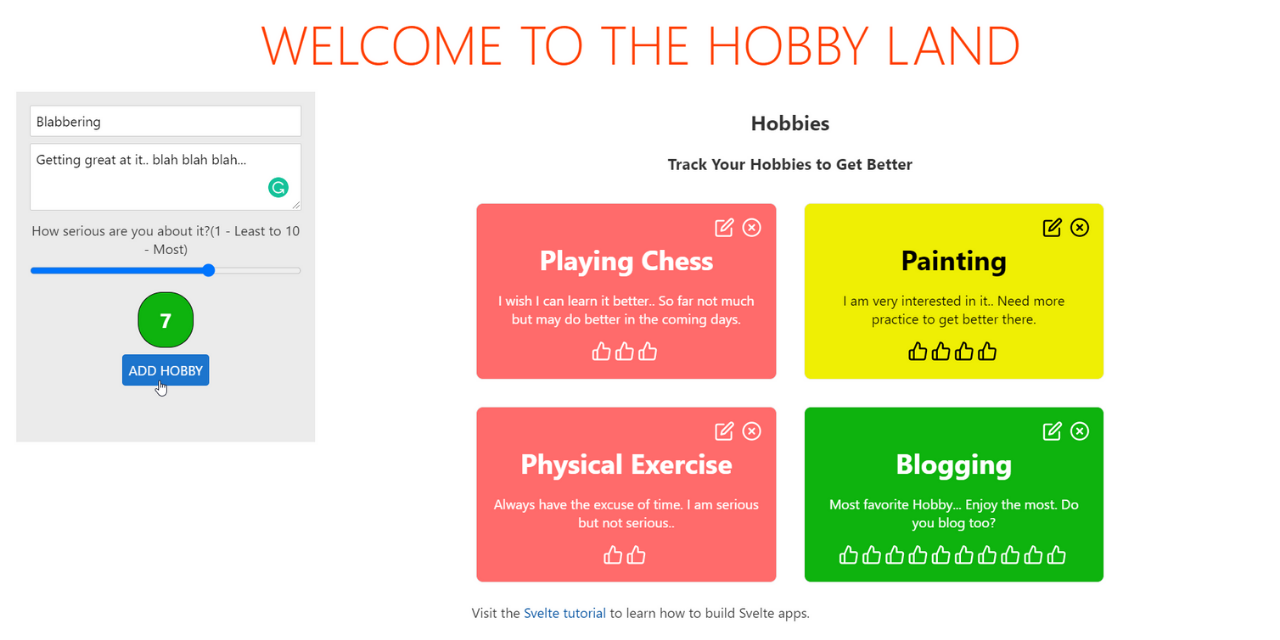 WELCOME TO THE HOBBY LAND
Blabbering
Getting great at it.. blah blah blah...
How serious are you about it?(1 - Least to 10
- Most)
7
ADD HOBBY
Hobbies
Track Your Hobbies to Get Better
Playing Chess
I wish I can learn it better.. So far not much
but may do better in the coming days.
Painting
I am very interested in it.. Need more
practice to get better there.
Physical Exercise
Always have the excuse of time. I am serious
but not serious..
Blogging
Most favorite Hobby... Enjoy the most. Do
you blog too?
Visit the Svelte tutorial to learn how to build Svelte apps.